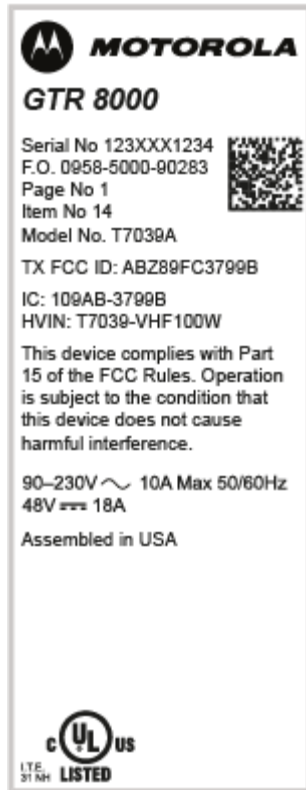 MOTOROLA
GTR 8000
Serial No 123XXX1234
F.O. 0958-5000-90283
Page No 1
Item No 14
Model No. T7039A
TX FCC ID: ABZ89FC3799B
IC: 109AB-3799B
HVIN: T7039-VHF100W
This device complies with Part
15 of the FCC Rules. Operation
is subject to the condition that
this device does not cause
harmful interference.
90–230V ～ 10A Max 50/60Hz
48V ⎓ 18A
Assembled in USA
c UL US
I.T.E.
31 NH LISTED